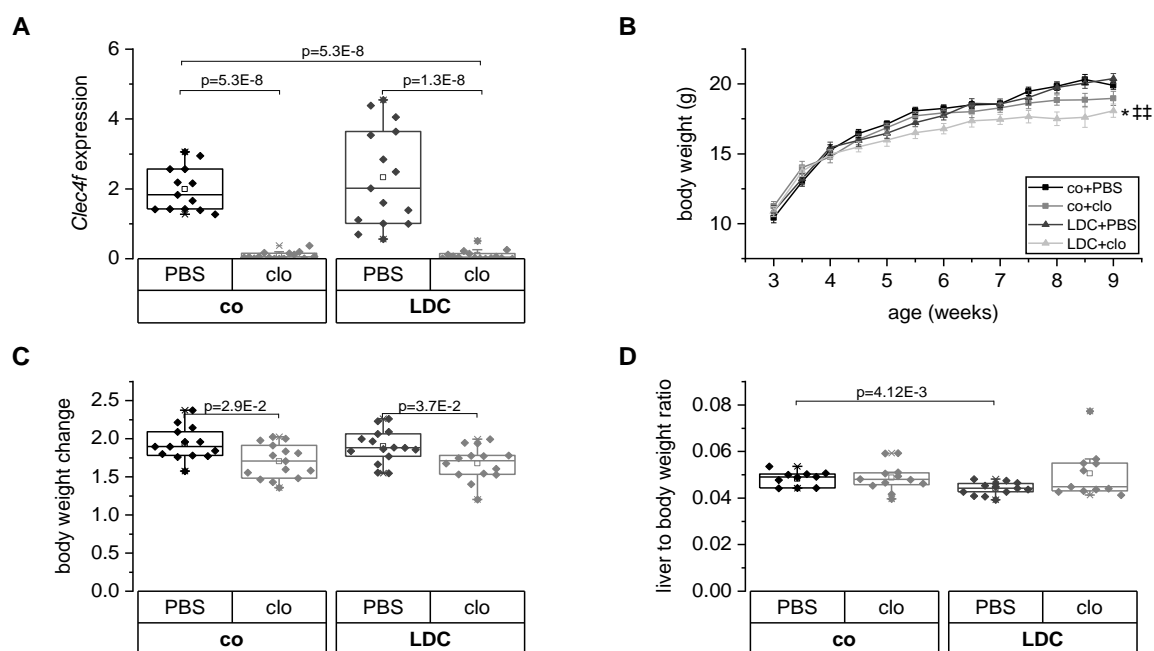 A
Clec4f expression
6
4
2
0
p=5.3E-8
p=5.3E-8
p=1.3E-8
PBS
clo
PBS
clo
co
LDC
B
body weight (g)
20
15
10
*‡‡
co+PBS
co+clo
LDC+PBS
LDC+clo
3
4
5
6
7
8
9
age (weeks)
C
body weight change
2.5
2.0
1.5
1.0
0.5
0.0
p=2.9E-2
p=3.7E-2
PBS
clo
PBS
clo
co
LDC
D
liver to body weight ratio
0.08
0.06
0.04
0.02
0.00
p=4.12E-3
PBS
clo
PBS
clo
co
LDC